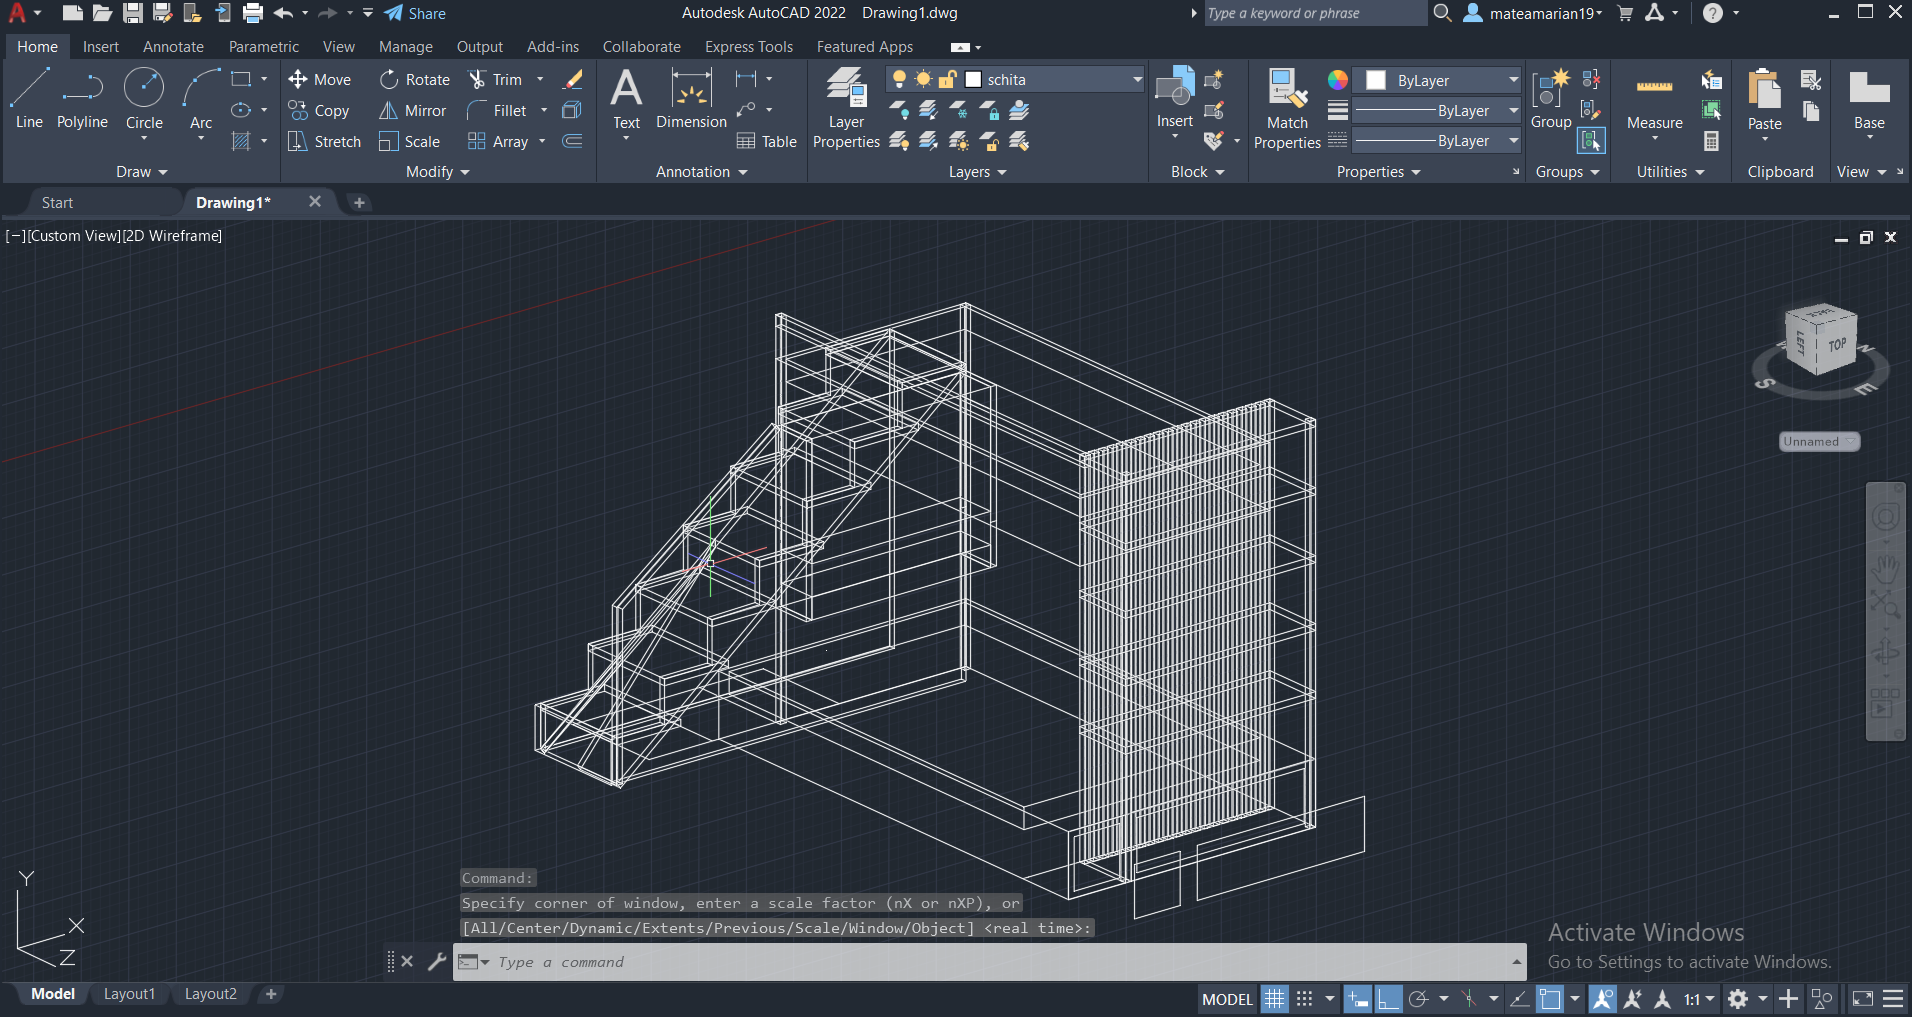 Share
Autodesk AutoCAD 2022 Drawing1.dwg
Type a keyword or phrase
mateamarian19
Home Insert Annotate Parametric View Manage Output Add-ins Collaborate Express Tools Featured Apps
Line Polyline Circle Arc
Move Rotate Trim
Copy Mirror Fillet
Stretch Scale Array
Text Dimension Table
Layer Properties
schita
Insert
Match Properties
ByLayer
ByLayer
ByLayer
Group
Measure
Paste
Base
Draw Modify Annotation Layers Block Properties Groups Utilities Clipboard View
Start Drawing1*
[−][Custom View][2D Wireframe]
BACK
LEFT
TOP
N
S
E
Unnamed
Y
X
Z
Command:
Specify corner of window, enter a scale factor (nX or nXP), or
[All/Center/Dynamic/Extents/Previous/Scale/Window/Object] <real time>:
Type a command
Activate Windows
Go to Settings to activate Windows.
Model Layout1 Layout2
MODEL
1:1